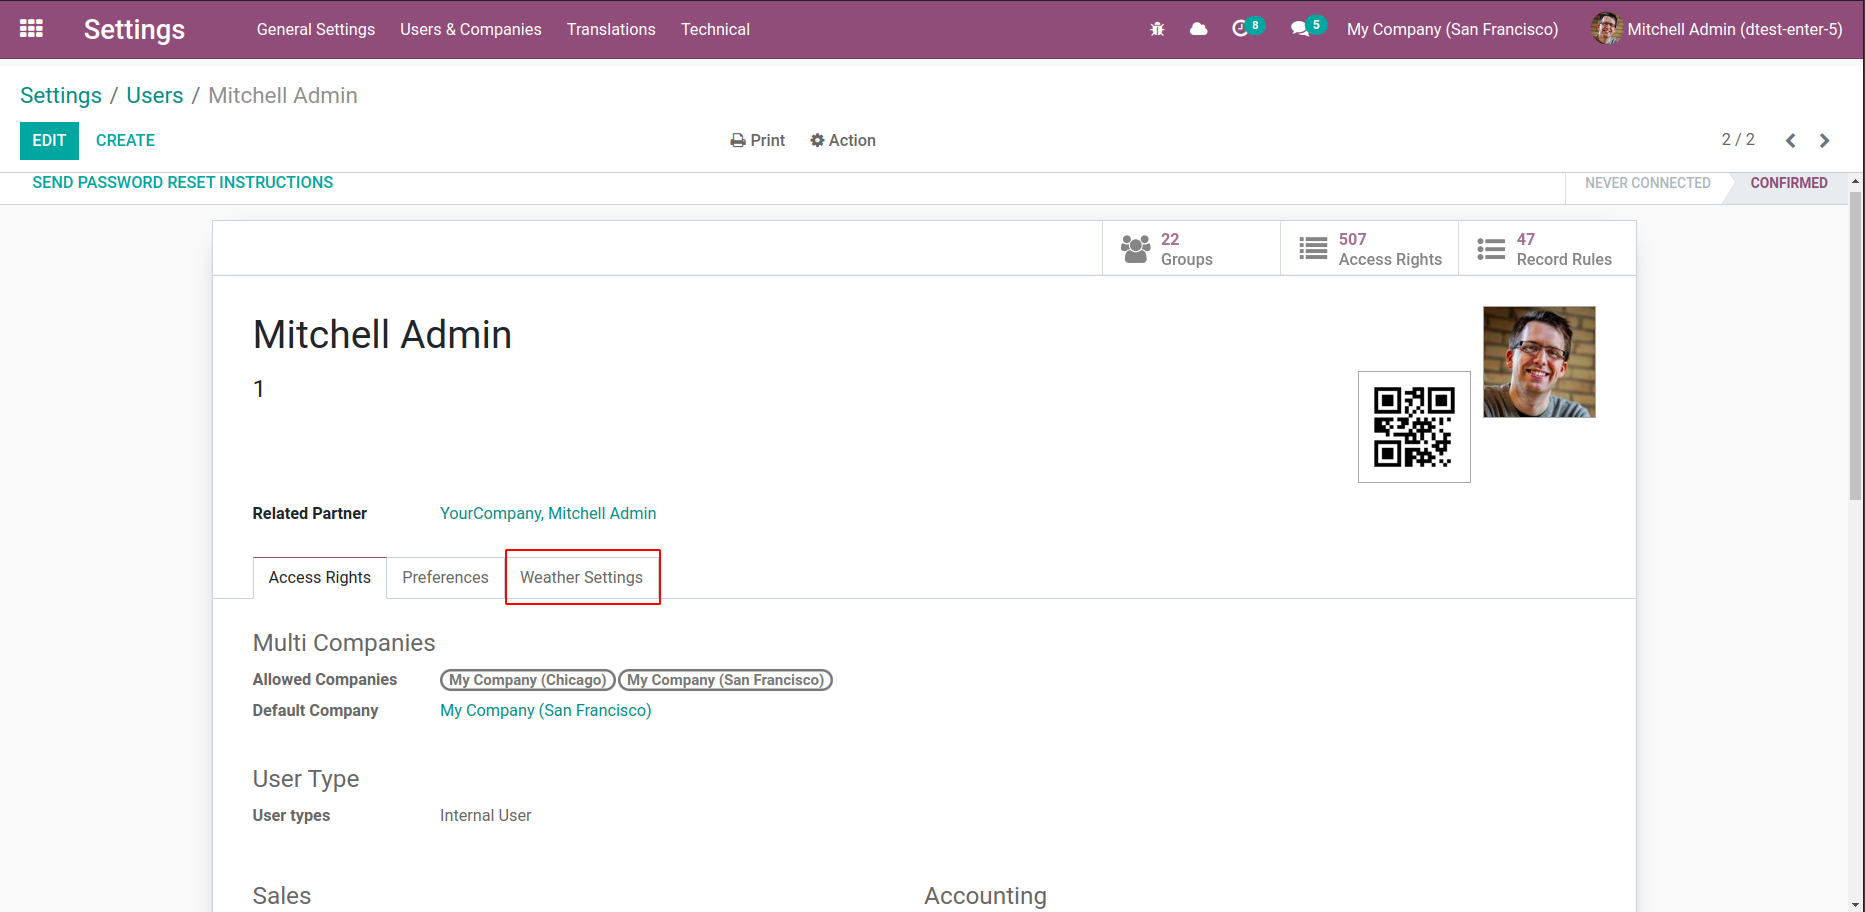 Settings General Settings Users & Companies Translations Technical 8 5 My Company (San Francisco) Mitchell Admin (dtest-enter-5)
Settings / Users / Mitchell Admin
EDIT CREATE Print Action 2 / 2
SEND PASSWORD RESET INSTRUCTIONS NEVER CONNECTED CONFIRMED
22
Groups
507
Access Rights
47
Record Rules
Mitchell Admin
1
Related Partner YourCompany, Mitchell Admin
Access Rights Preferences Weather Settings
Multi Companies
Allowed Companies My Company (Chicago) My Company (San Francisco)
Default Company My Company (San Francisco)
User Type
User types Internal User
Sales Accounting